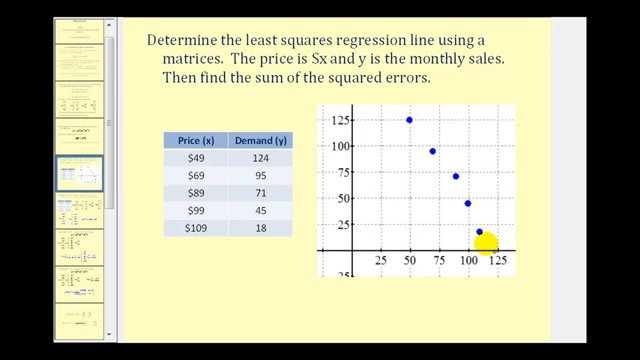 Determine the least squares regression line using a
matrices. The price is $x and y is the monthly sales.
Then find the sum of the squared errors.
Price (x) Demand (y)
$49 124
$69 95
$89 71
$99 45
$109 18
125
100
75
50
25
25 50 75 100 125
25